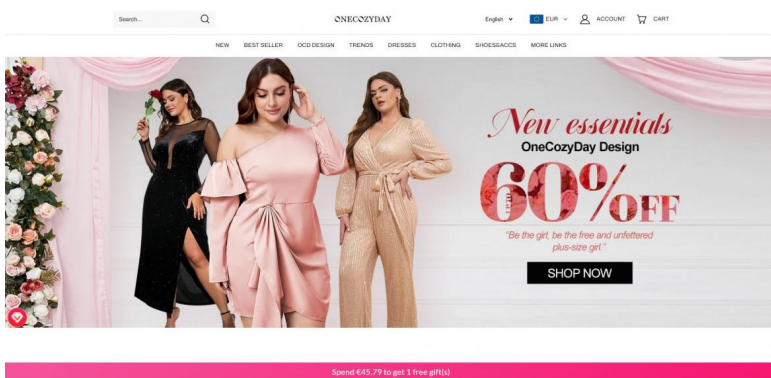 Search...
ONECOZYDAY
English
EUR
ACCOUNT
CART
NEW
BEST SELLER
OCD DESIGN
TRENDS
DRESSES
CLOTHING
SHOES&ACCS
MORE LINKS
New essentials
OneCozyDay Design
60% OFF
"Be the girl, be the free and unfettered
plus-size girl."
SHOP NOW
Spend €45.79 to get 1 free gift(s)